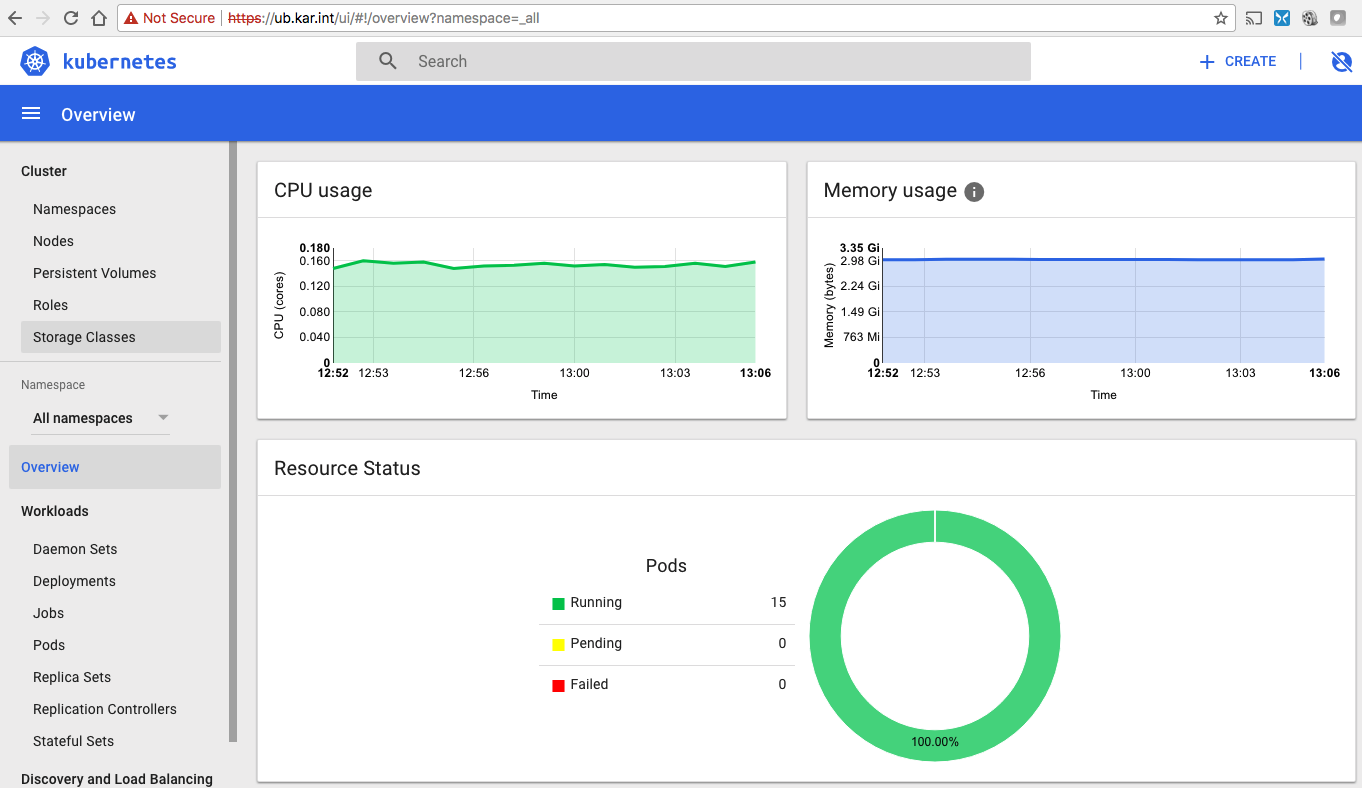 Not Secure https://ub.kar.int/ui/#!/overview?namespace=_all
kubernetes
Search
CREATE
Overview
Cluster
Namespaces
Nodes
Persistent Volumes
Roles
Storage Classes
Namespace
All namespaces
Overview
Workloads
Daemon Sets
Deployments
Jobs
Pods
Replica Sets
Replication Controllers
Stateful Sets
Discovery and Load Balancing
CPU usage
CPU (cores)
0.180
0.160
0.120
0.080
0.040
0
12:52 12:53 12:56 13:00 13:03 13:06
Time
Memory usage
Memory (bytes)
3.35 Gi
2.98 Gi
2.24 Gi
1.49 Gi
763 Mi
0
12:52 12:53 12:56 13:00 13:03 13:06
Time
Resource Status
Pods
Running 15
Pending 0
Failed 0
100.00%